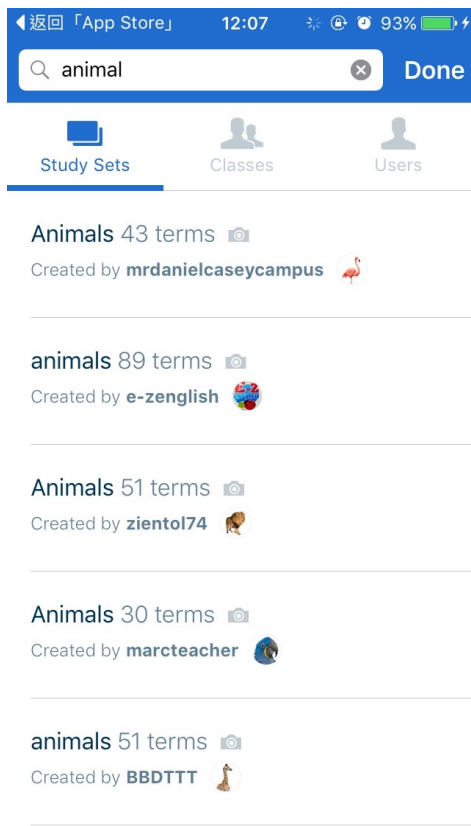 返回「App Store」 12:07 93%
animal Done
Study Sets Classes Users
Animals 43 terms
Created by mrdanielcaseycampus
animals 89 terms
Created by e-zenglish
Animals 51 terms
Created by zientol74
Animals 30 terms
Created by marcteacher
animals 51 terms
Created by BBDTTT